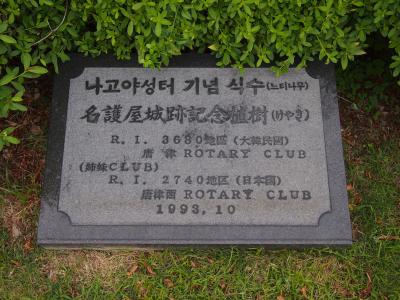 나고야성터 기념 식수(느티나무)
名護屋城跡記念植樹(けやき)
R. I. 3680地区(大韓民國)
唐 津 ROTARY CLUB
(姉妹CLUB)
R. I. 2740地区(日本国)
唐津西 ROTARY CLUB
1993. 10